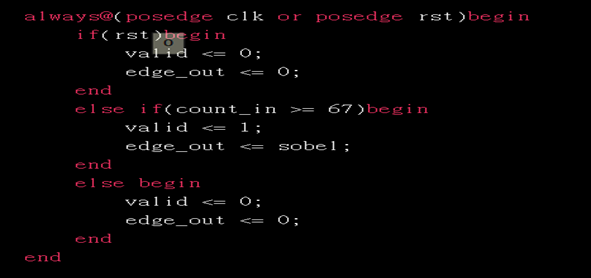 always@(posedge clk or posedge rst)begin
if(rst)begin
valid <= 0;
edge_out <= 0;
end
else if(count_in >= 67)begin
valid <= 1;
edge_out <= sobel;
end
else begin
valid <= 0;
edge_out <= 0;
end
end